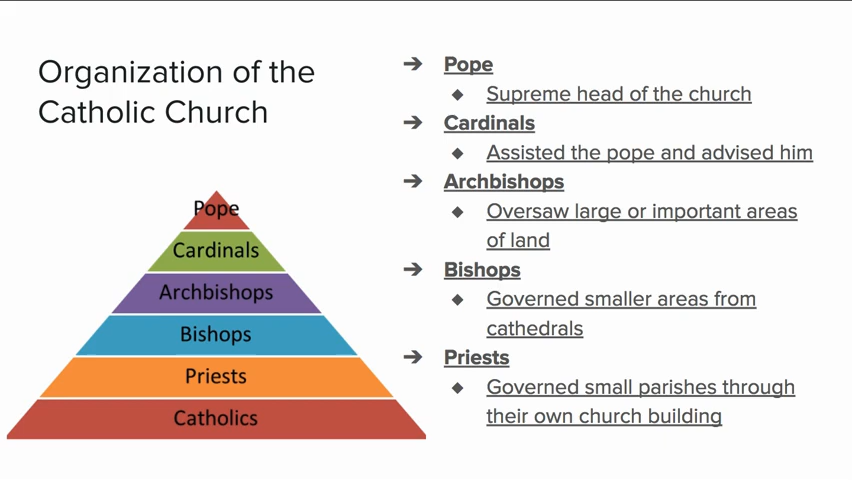 Organization of the
Catholic Church
Pope
Cardinals
Archbishops
Bishops
Priests
Catholics
➔ Pope
◆ Supreme head of the church
➔ Cardinals
◆ Assisted the pope and advised him
➔ Archbishops
◆ Oversaw large or important areas
of land
➔ Bishops
◆ Governed smaller areas from
cathedrals
➔ Priests
◆ Governed small parishes through
their own church building